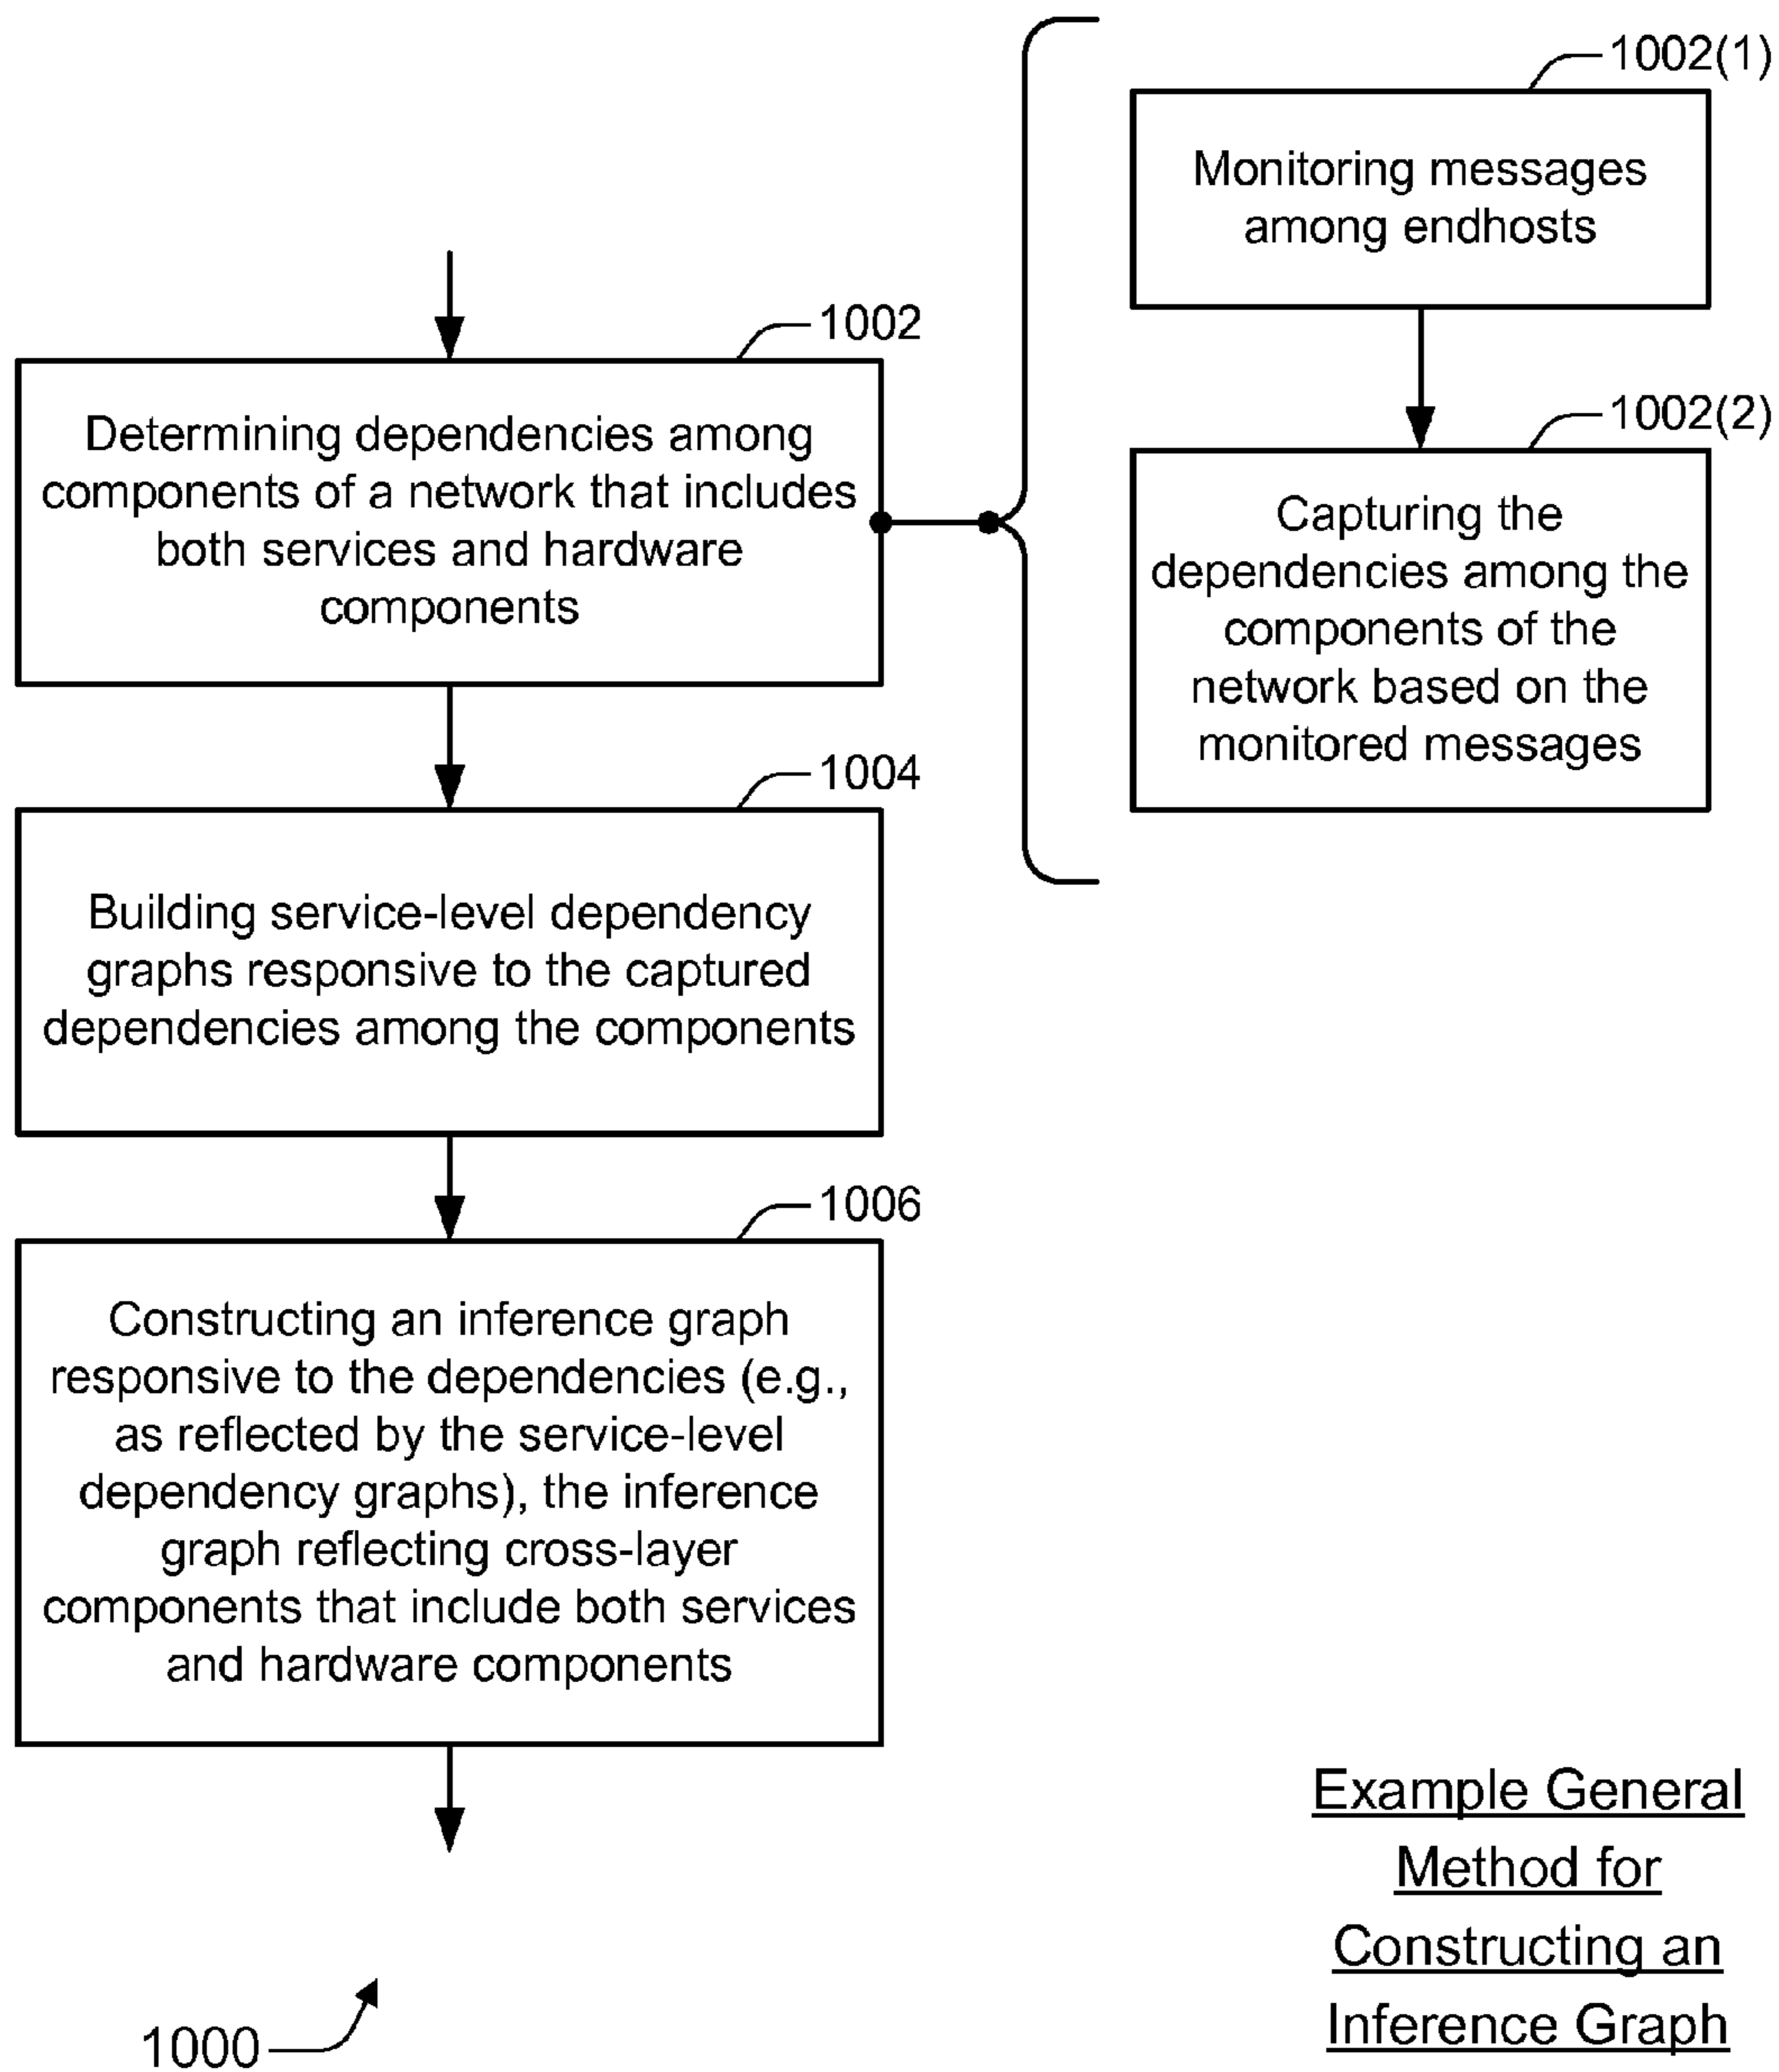 1002
Determining dependencies among
components of a network that includes
both services and hardware
components
1002(1)
Monitoring messages
among endhosts
1002(2)
Capturing the
dependencies among the
components of the
network based on the
monitored messages
1004
Building service-level dependency
graphs responsive to the captured
dependencies among the components
1006
Constructing an inference graph
responsive to the dependencies (e.g.,
as reflected by the service-level
dependency graphs), the inference
graph reflecting cross-layer
components that include both services
and hardware components
1000
Example General
Method for
Constructing an
Inference Graph